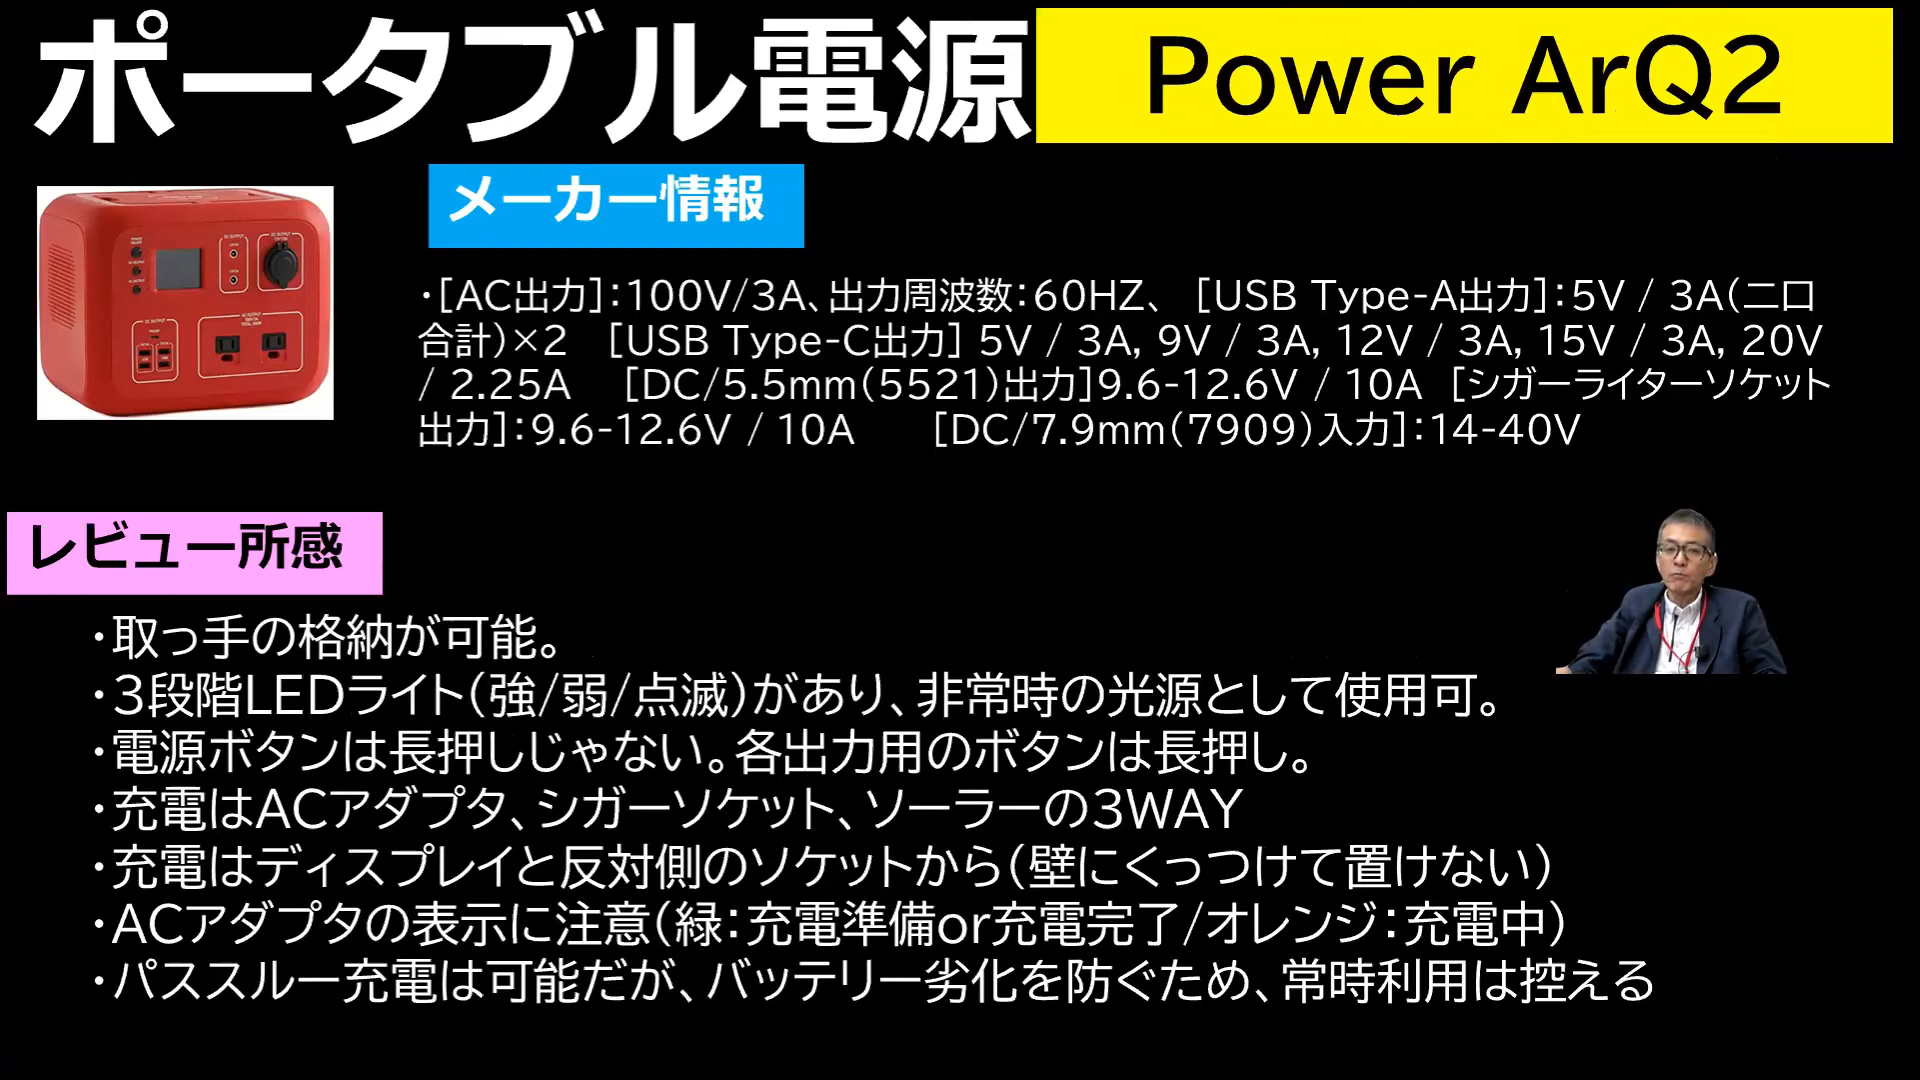 ポータブル電源 Power ArQ2
メーカー情報
・[AC出力]：100V/3A、出力周波数：60HZ、 [USB Type-A出力]：5V / 3A（二口
合計）×2 [USB Type-C出力] 5V / 3A, 9V / 3A, 12V / 3A, 15V / 3A, 20V
/ 2.25A [DC/5.5mm（5521）出力]9.6-12.6V / 10A [シガーライターソケット
出力]：9.6-12.6V / 10A [DC/7.9mm（7909）入力]：14-40V
レビュー所感
・取っ手の格納が可能。
・3段階LEDライト（強/弱/点滅）があり、非常時の光源として使用可。
・電源ボタンは長押しじゃない。各出力用のボタンは長押し。
・充電はACアダプタ、シガーソケット、ソーラーの3WAY
・充電はディスプレイと反対側のソケットから（壁にくっつけて置けない）
・ACアダプタの表示に注意（緑：充電準備or充電完了/オレンジ：充電中）
・パススルー充電は可能だが、バッテリー劣化を防ぐため、常時利用は控える